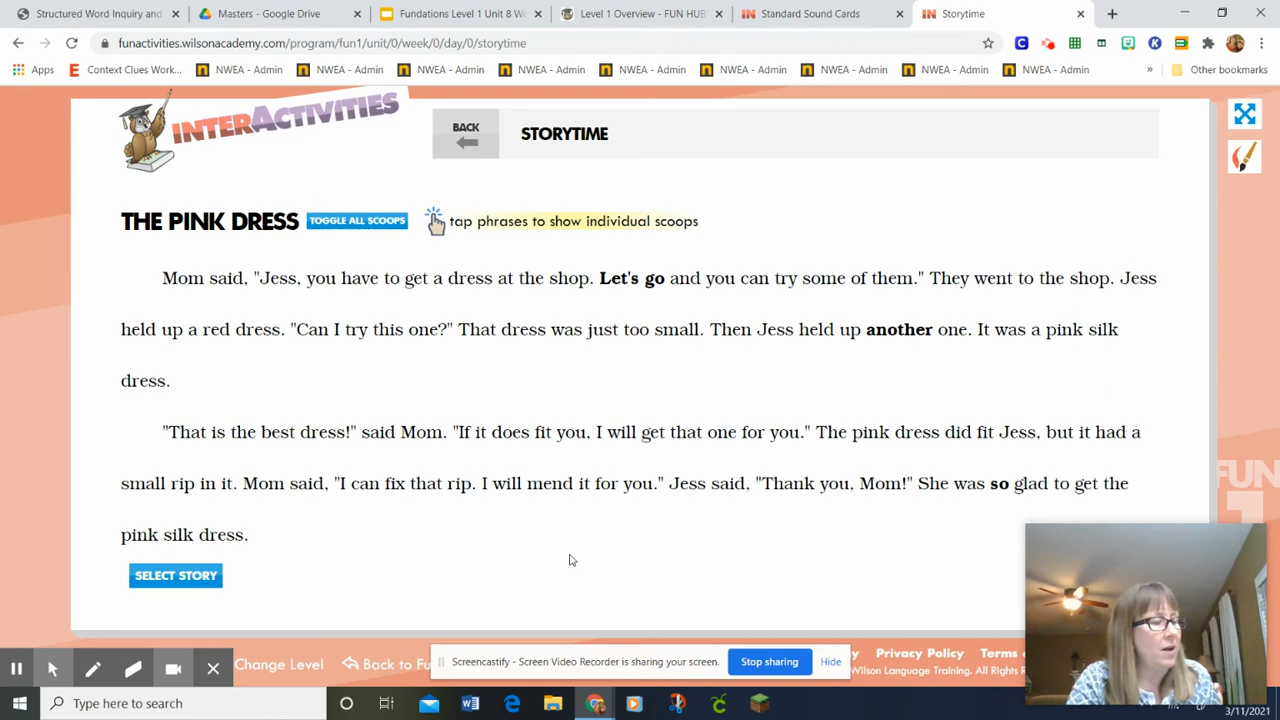 Structured Word Inquiry and
Masters - Google Drive
Fundations Level 1 Unit 8 We
Level 1 Overview - FUN HUB
Standard Sound Cards
Storytime
funactivities.wilsonacademy.com/program/fun1/unit/0/week/0/day/0/storytime
Apps
Context Clues Work...
NWEA - Admin
NWEA - Admin
NWEA - Admin
NWEA - Admin
NWEA - Admin
NWEA - Admin
NWEA - Admin
NWEA - Admin
NWEA - Admin
Other bookmarks
INTERACTIVITIES
BACK
STORYTIME
THE PINK DRESS
TOGGLE ALL SCOOPS
tap phrases to show individual scoops
Mom said, "Jess, you have to get a dress at the shop. Let's go and you can try some of them." They went to the shop. Jess
held up a red dress. "Can I try this one?" That dress was just too small. Then Jess held up another one. It was a pink silk
dress.
"That is the best dress!" said Mom. "If it does fit you, I will get that one for you." The pink dress did fit Jess, but it had a
small rip in it. Mom said, "I can fix that rip. I will mend it for you." Jess said, "Thank you, Mom!" She was so glad to get the
pink silk dress.
SELECT STORY
FUN
1
Change Level
Back to Fu
Screencastify - Screen Video Recorder is sharing your screen.
Stop sharing
Hide
y
Privacy Policy
Terms
Wilson Language Training. All Rights
Type here to search
3/11/2021